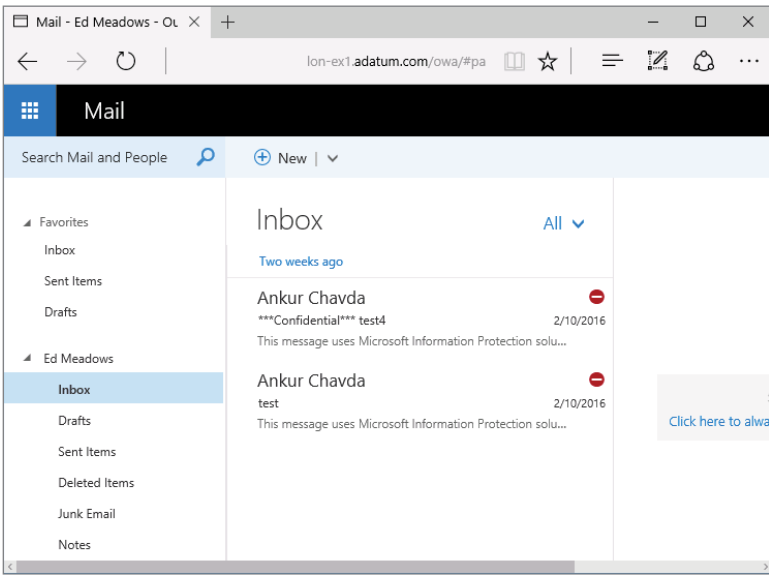 Mail - Ed Meadows - Ou
lon-ex1.adatum.com/owa/#pa
Mail
Search Mail and People
New
Favorites
Inbox
Sent Items
Drafts
Ed Meadows
Inbox
Drafts
Sent Items
Deleted Items
Junk Email
Notes
Inbox
All
Two weeks ago
Ankur Chavda
***Confidential*** test4 2/10/2016
This message uses Microsoft Information Protection solu...
Ankur Chavda
test 2/10/2016
This message uses Microsoft Information Protection solu...
Click here to alwa